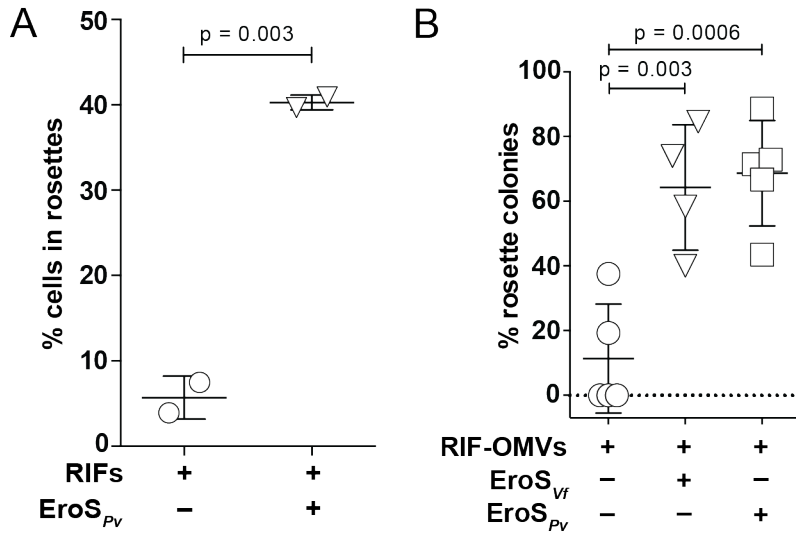 A
% cells in rosettes
50
40
30
20
10
0
p = 0.003
RIFs + +
EroSPv − +
B
% rosette colonies
100
80
60
40
20
0
p = 0.0006
p = 0.003
RIF-OMVs + + +
EroSVf − + −
EroSPv − − +